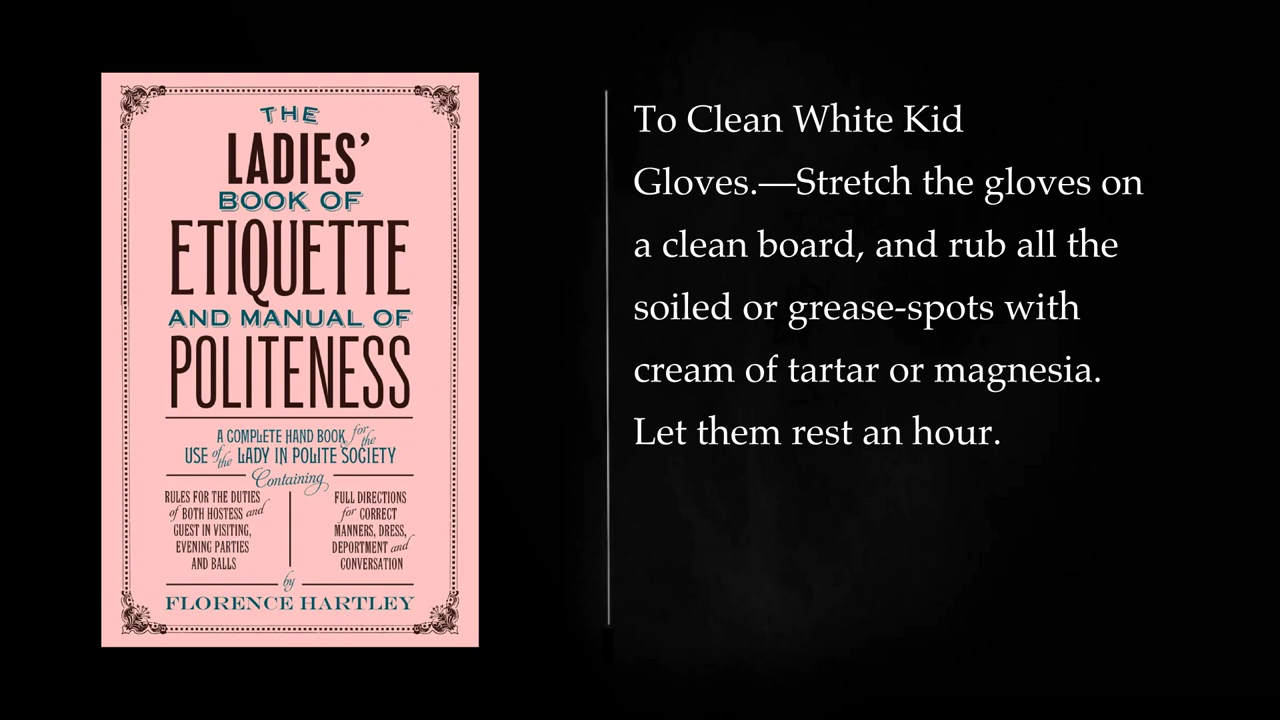 THE
LADIES'
BOOK OF
ETIQUETTE
AND MANUAL OF
POLITENESS
A COMPLETE HAND BOOK for the
USE of the LADY IN POLITE SOCIETY
Containing
RULES FOR THE DUTIES
of BOTH HOSTESS and
GUEST IN VISITING,
EVENING PARTIES
AND BALLS
FULL DIRECTIONS
for CORRECT
MANNERS, DRESS,
DEPORTMENT and
CONVERSATION
by
FLORENCE HARTLEY
To Clean White Kid
Gloves.—Stretch the gloves on
a clean board, and rub all the
soiled or grease-spots with
cream of tartar or magnesia.
Let them rest an hour.